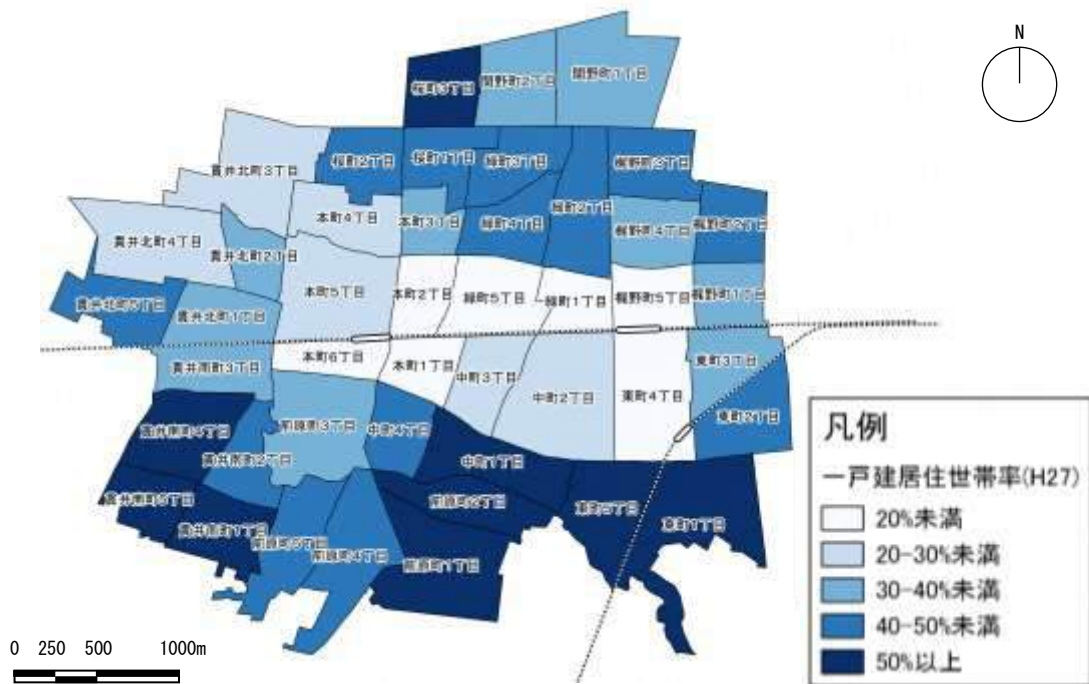 N
桜町3丁目
関野町2丁目
関野町1丁目
貫井北町3丁目
桜町2丁目
桜町1丁目
緑町3丁目
梶野町3丁目
貫井北町4丁目
貫井北町2丁目
本町4丁目
本町3丁目
緑町4丁目
緑町2丁目
梶野町4丁目
梶野町2丁目
貫井北町5丁目
貫井北町1丁目
本町5丁目
本町2丁目
緑町5丁目
緑町1丁目
梶野町5丁目
梶野町1丁目
貫井南町3丁目
本町6丁目
本町1丁目
中町3丁目
中町2丁目
東町4丁目
東町3丁目
東町2丁目
貫井南町4丁目
貫井南町2丁目
前原町3丁目
中町4丁目
中町1丁目
貫井南町5丁目
貫井南町1丁目
前原町5丁目
前原町4丁目
前原町2丁目
前原町1丁目
東町5丁目
東町1丁目
凡例
一戸建居住世帯率(H27)
20%未満
20-30%未満
30-40%未満
40-50%未満
50%以上
0 250 500 1000m